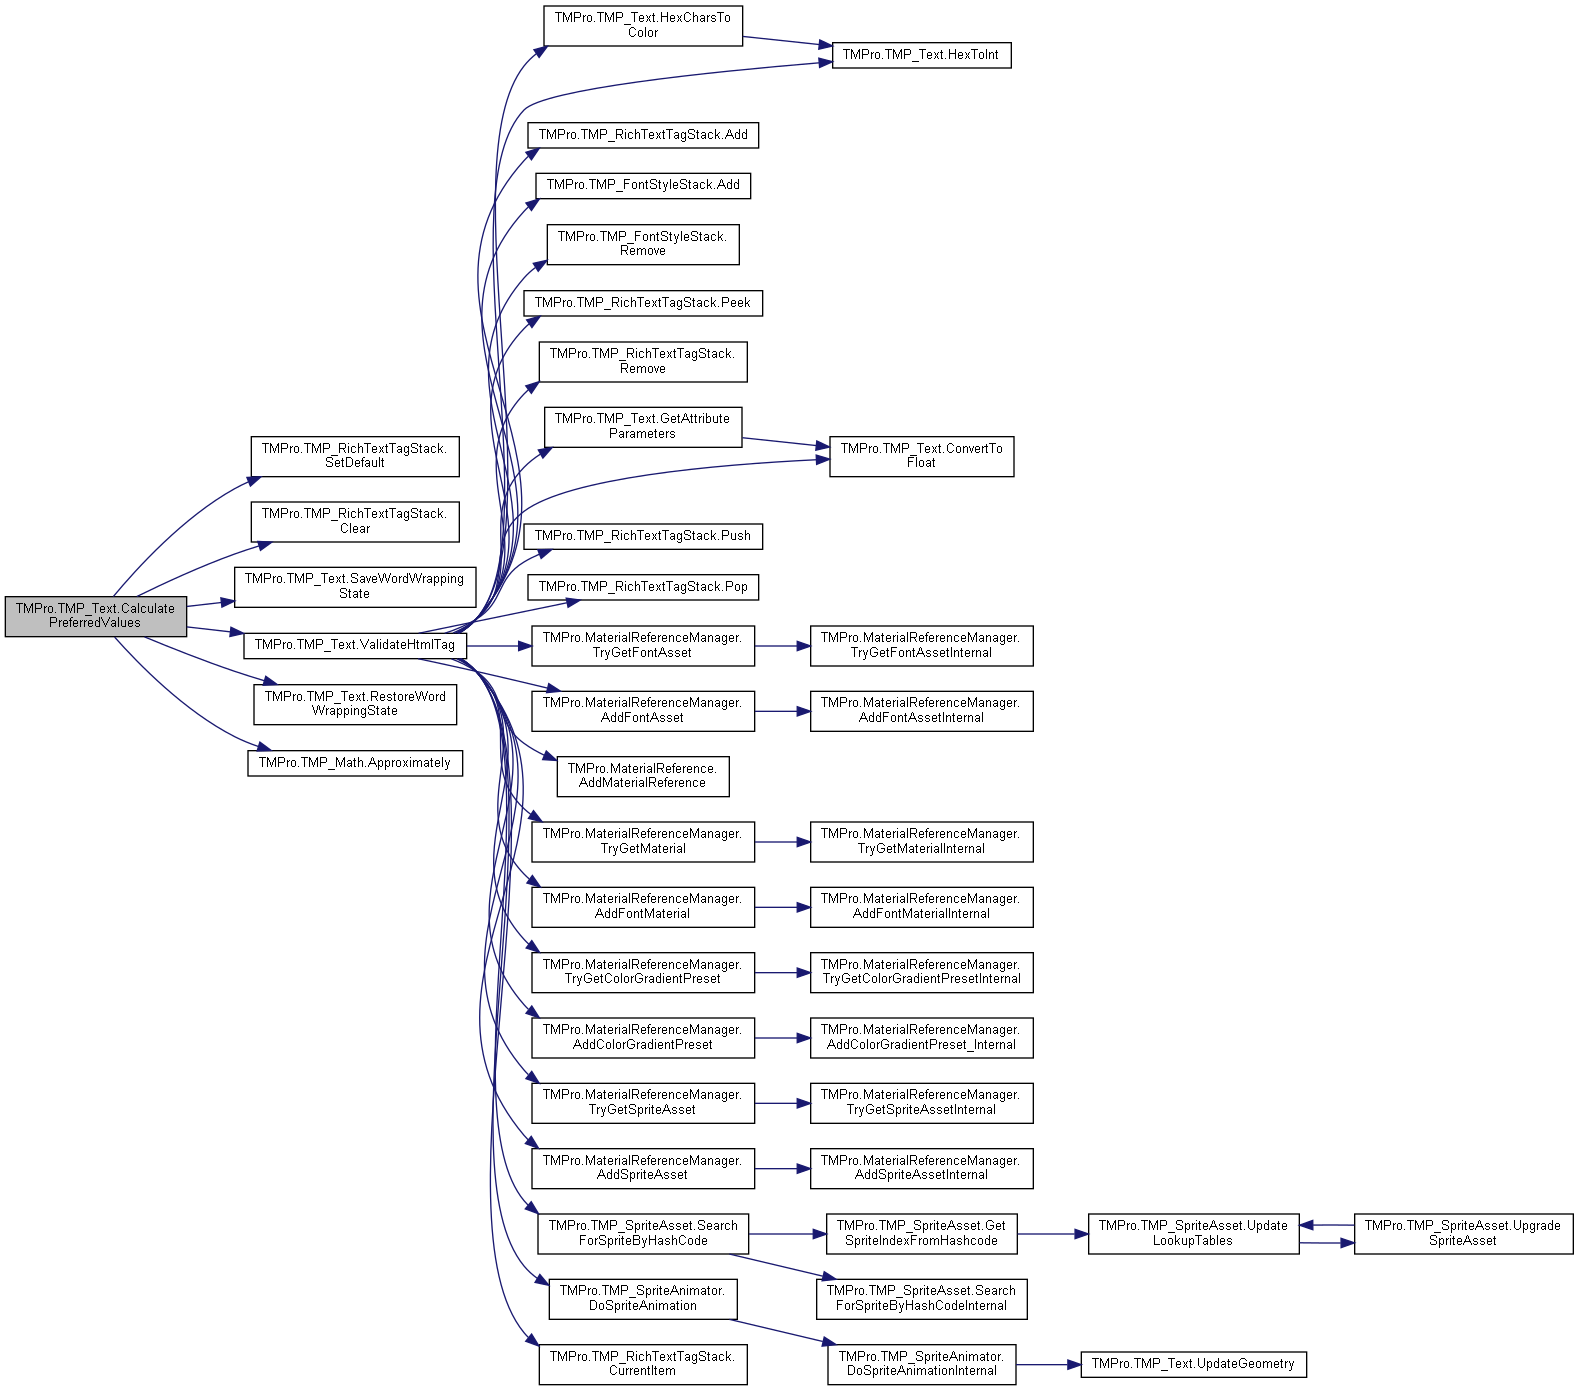 TMPro.TMP_Text.Calculate
PreferredValues
TMPro.TMP_RichTextTagStack.
SetDefault
TMPro.TMP_RichTextTagStack.
Clear
TMPro.TMP_Text.SaveWordWrapping
State
TMPro.TMP_Text.ValidateHtmlTag
TMPro.TMP_Text.RestoreWord
WrappingState
TMPro.TMP_Math.Approximately
TMPro.TMP_Text.HexCharsTo
Color
TMPro.TMP_Text.HexToInt
TMPro.TMP_RichTextTagStack.Add
TMPro.TMP_FontStyleStack.Add
TMPro.TMP_FontStyleStack.
Remove
TMPro.TMP_RichTextTagStack.Peek
TMPro.TMP_RichTextTagStack.
Remove
TMPro.TMP_Text.GetAttribute
Parameters
TMPro.TMP_Text.ConvertTo
Float
TMPro.TMP_RichTextTagStack.Push
TMPro.TMP_RichTextTagStack.Pop
TMPro.MaterialReferenceManager.
TryGetFontAsset
TMPro.MaterialReferenceManager.
TryGetFontAssetInternal
TMPro.MaterialReferenceManager.
AddFontAsset
TMPro.MaterialReferenceManager.
AddFontAssetInternal
TMPro.MaterialReference.
AddMaterialReference
TMPro.MaterialReferenceManager.
TryGetMaterial
TMPro.MaterialReferenceManager.
TryGetMaterialInternal
TMPro.MaterialReferenceManager.
AddFontMaterial
TMPro.MaterialReferenceManager.
AddFontMaterialInternal
TMPro.MaterialReferenceManager.
TryGetColorGradientPreset
TMPro.MaterialReferenceManager.
TryGetColorGradientPresetInternal
TMPro.MaterialReferenceManager.
AddColorGradientPreset
TMPro.MaterialReferenceManager.
AddColorGradientPreset_Internal
TMPro.MaterialReferenceManager.
TryGetSpriteAsset
TMPro.MaterialReferenceManager.
TryGetSpriteAssetInternal
TMPro.MaterialReferenceManager.
AddSpriteAsset
TMPro.MaterialReferenceManager.
AddSpriteAssetInternal
TMPro.TMP_SpriteAsset.Search
ForSpriteByHashCode
TMPro.TMP_SpriteAsset.Get
SpriteIndexFromHashcode
TMPro.TMP_SpriteAsset.Update
LookupTables
TMPro.TMP_SpriteAsset.Upgrade
SpriteAsset
TMPro.TMP_SpriteAsset.Search
ForSpriteByHashCodeInternal
TMPro.TMP_SpriteAnimator.
DoSpriteAnimation
TMPro.TMP_SpriteAnimator.
DoSpriteAnimationInternal
TMPro.TMP_Text.UpdateGeometry
TMPro.TMP_RichTextTagStack.
CurrentItem